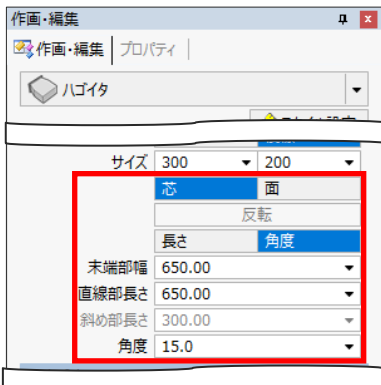 作画・編集
作画・編集 プロパティ
ハゴイタ
サイズ 300 200
芯 面
反転
長さ 角度
末端部幅 650.00
直線部長さ 650.00
斜め部長さ 300.00
角度 15.0